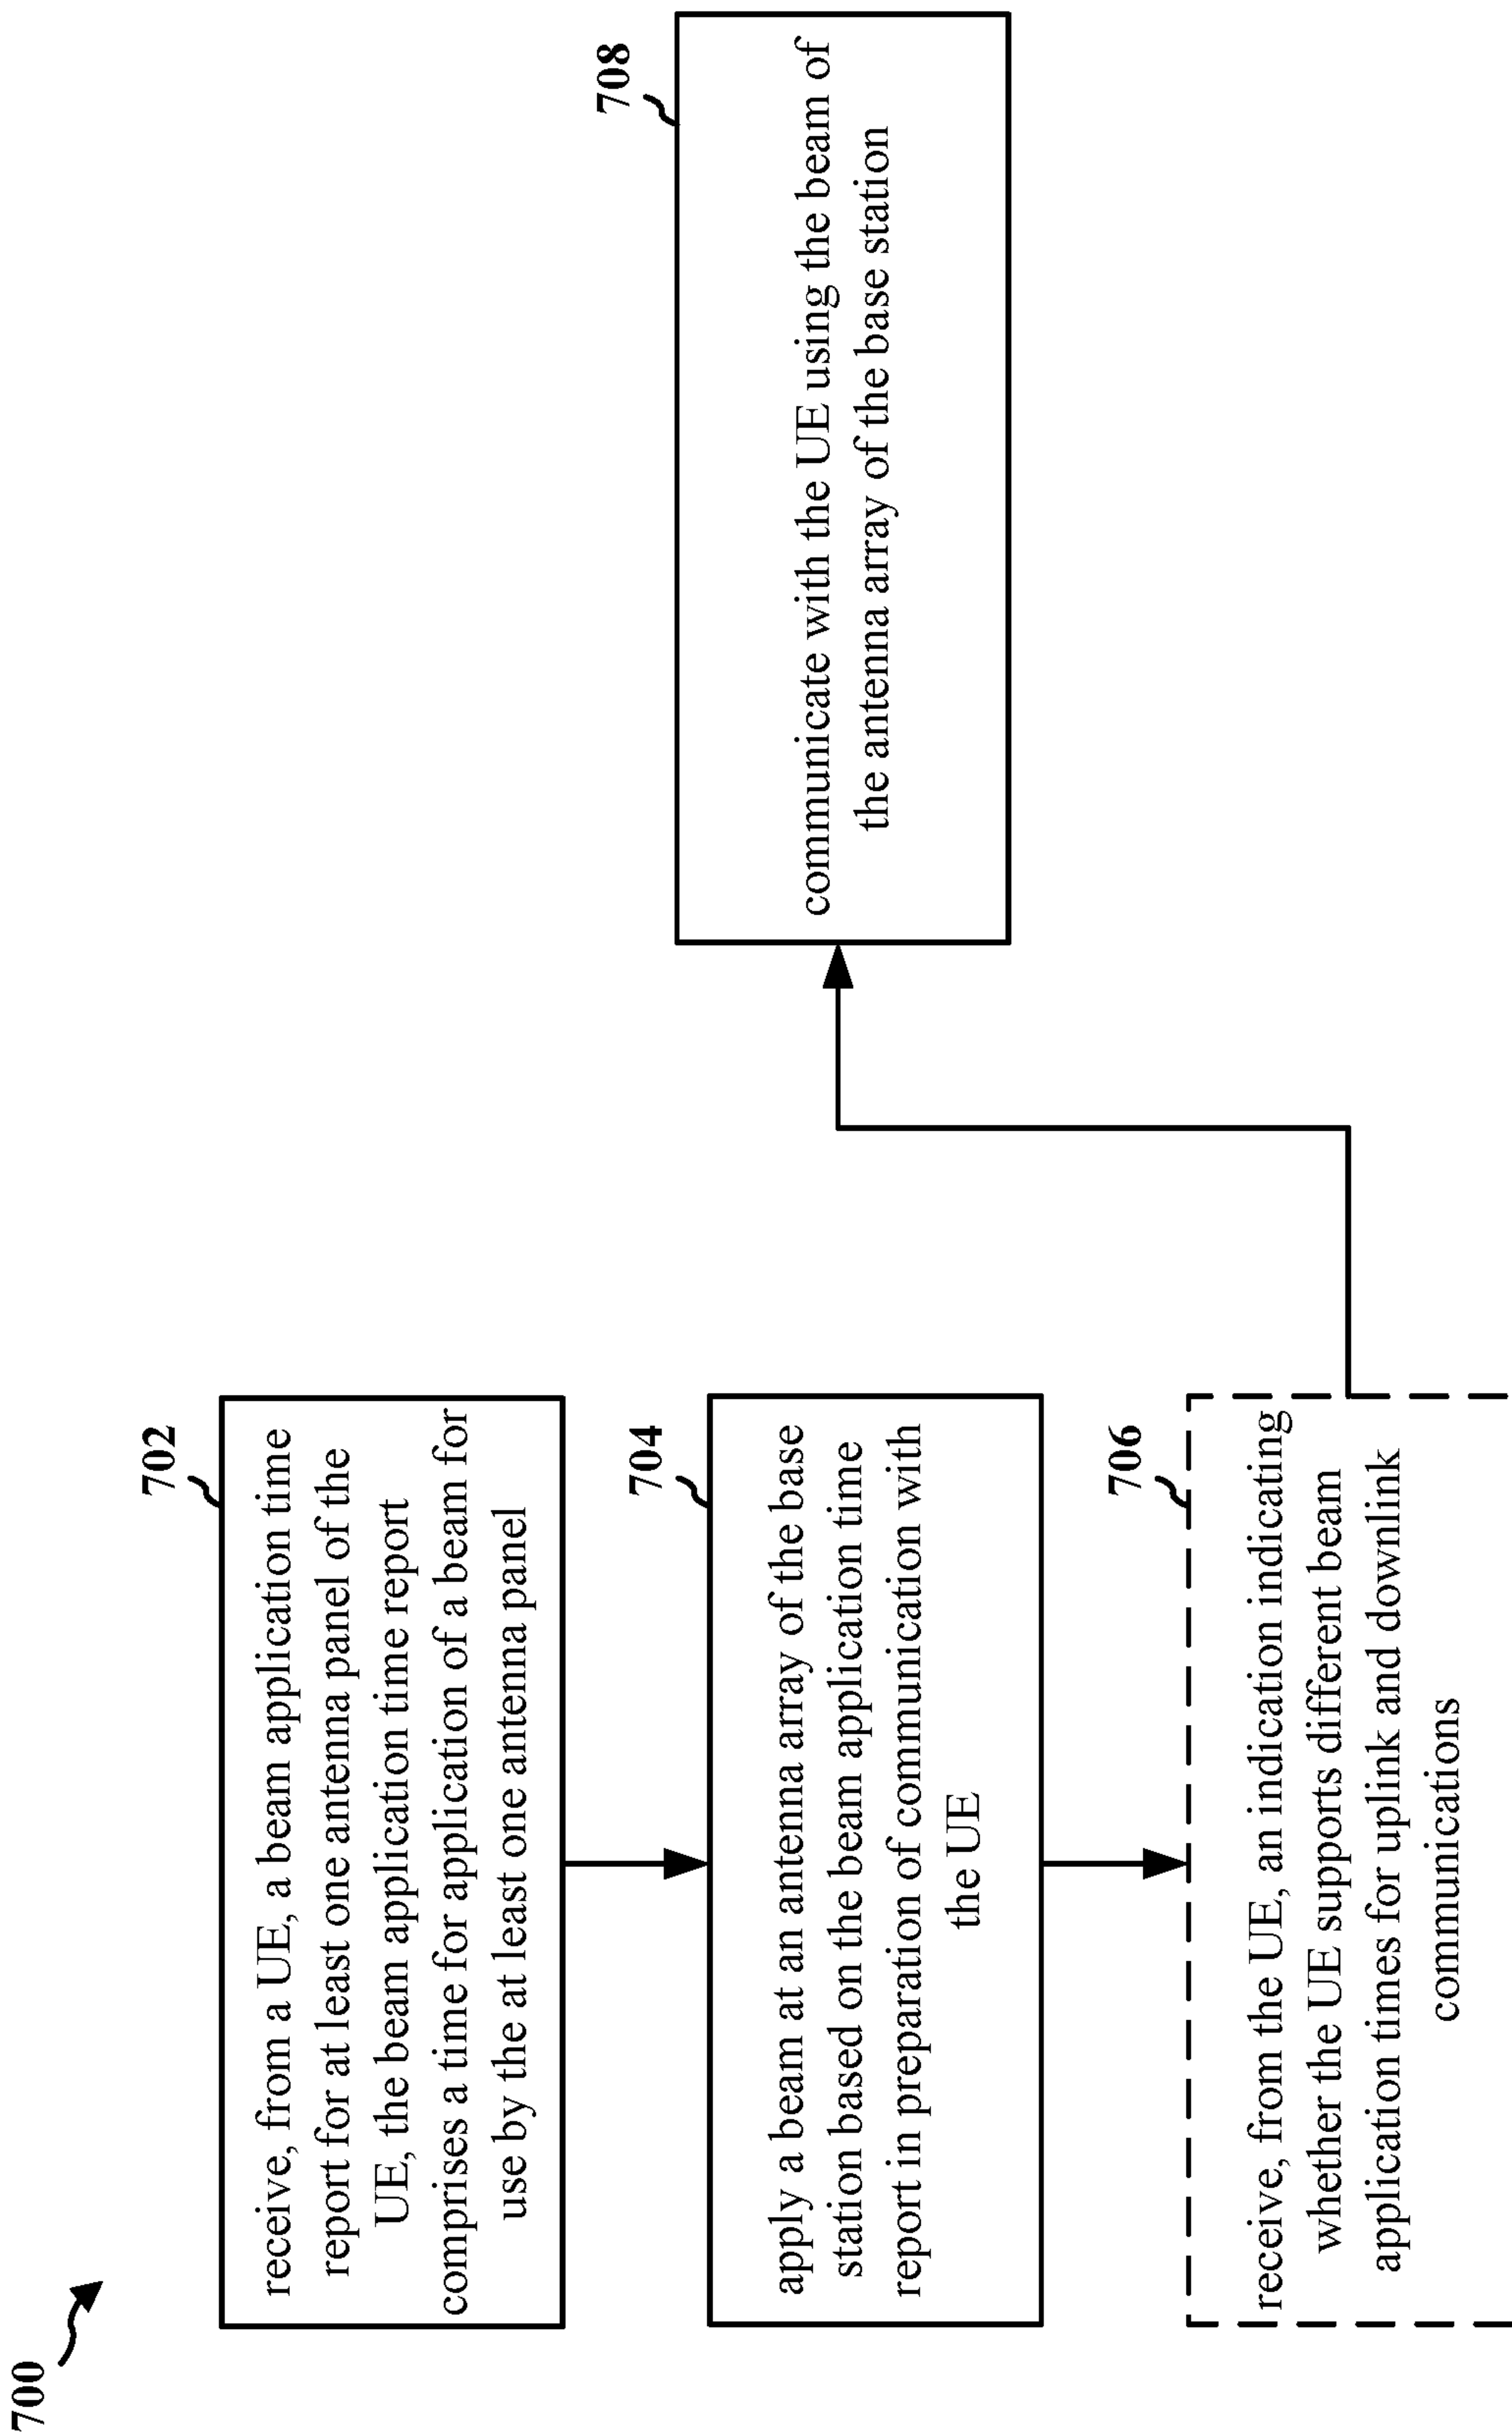 700
702
receive, from a UE, a beam application time
report for at least one antenna panel of the
UE, the beam application time report
comprises a time for application of a beam for
use by the at least one antenna panel
704
apply a beam at an antenna array of the base
station based on the beam application time
report in preparation of communication with
the UE
706
receive, from the UE, an indication indicating
whether the UE supports different beam
application times for uplink and downlink
communications
708
communicate with the UE using the beam of
the antenna array of the base station